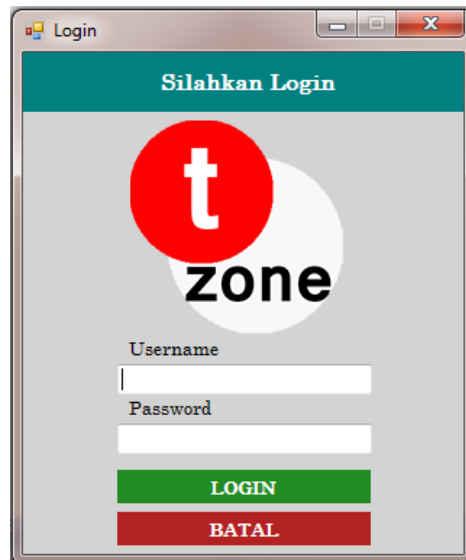 Login
Silahkan Login
t
zone
Username
Password
LOGIN
BATAL